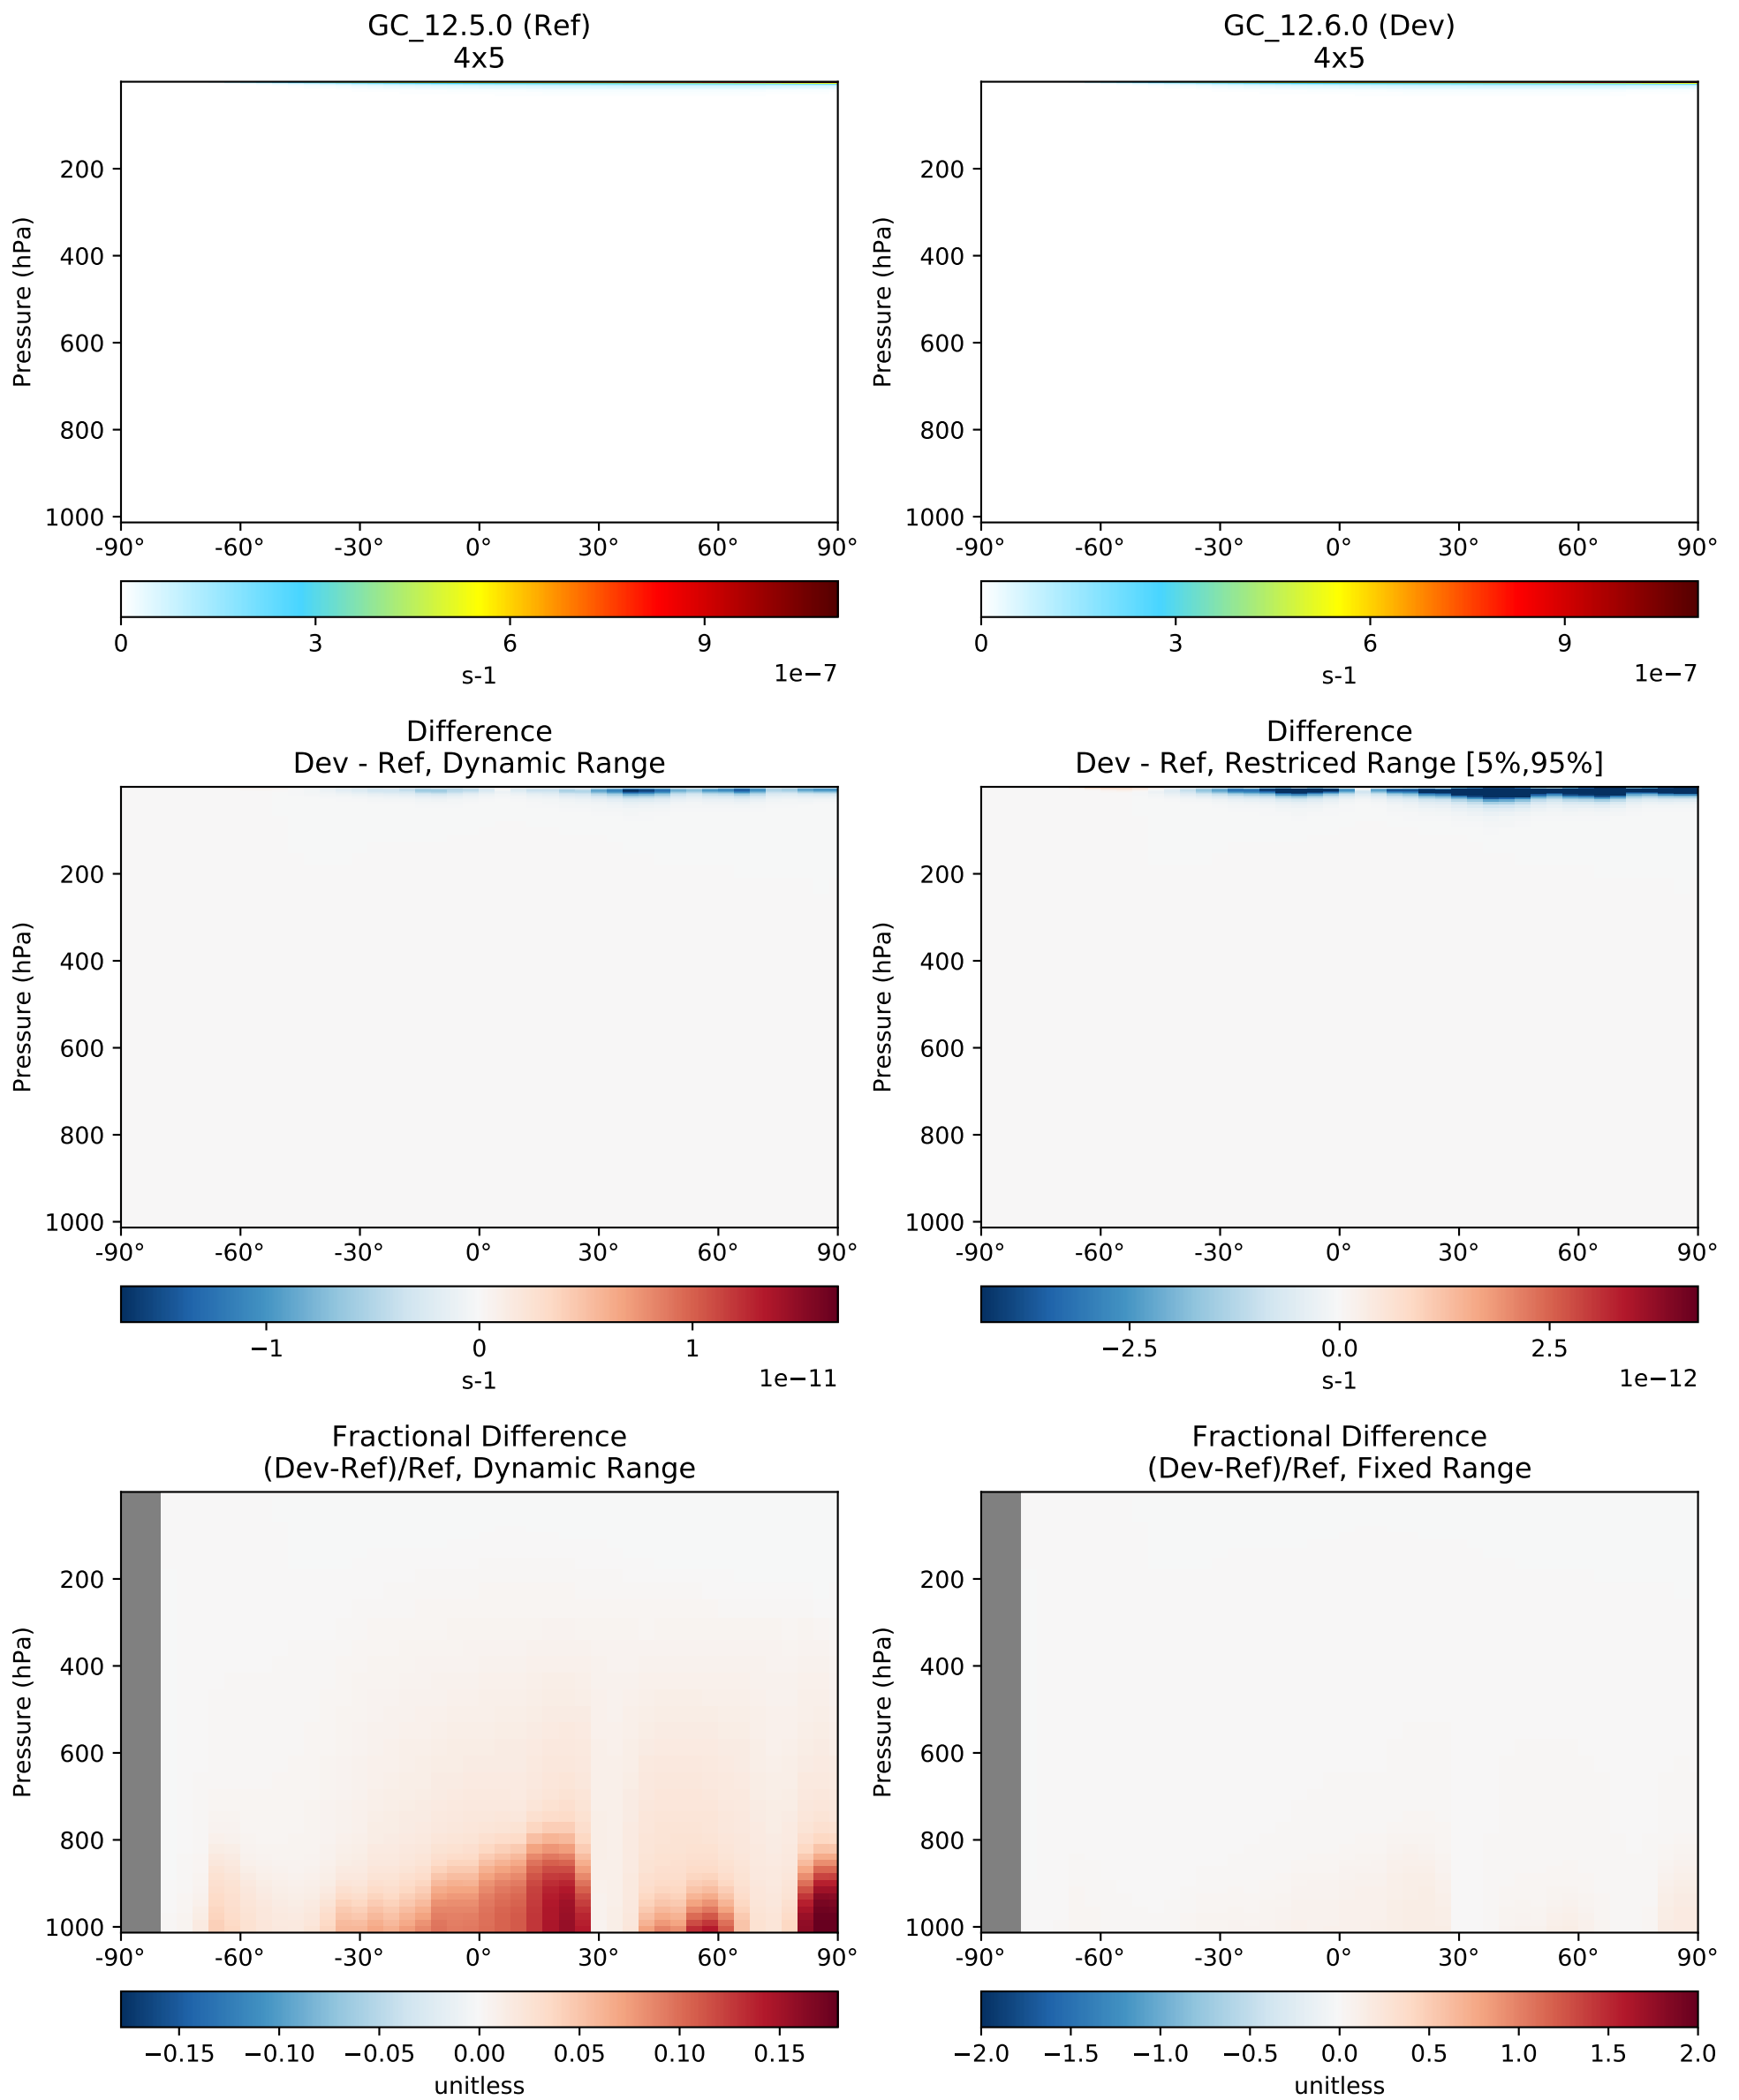 GC_12.5.0 (Ref)
4x5
Pressure (hPa)
200
400
600
800
1000
-90° -60° -30° 0° 30° 60° 90°
0 3 6 9
s-1 1e−7
GC_12.6.0 (Dev)
4x5
Pressure (hPa)
200
400
600
800
1000
-90° -60° -30° 0° 30° 60° 90°
0 3 6 9
s-1 1e−7
Difference
Dev - Ref, Dynamic Range
Pressure (hPa)
200
400
600
800
1000
-90° -60° -30° 0° 30° 60° 90°
−1 0 1
s-1 1e−11
Difference
Dev - Ref, Restriced Range [5%,95%]
Pressure (hPa)
200
400
600
800
1000
-90° -60° -30° 0° 30° 60° 90°
−2.5 0.0 2.5
s-1 1e−12
Fractional Difference
(Dev-Ref)/Ref, Dynamic Range
Pressure (hPa)
200
400
600
800
1000
-90° -60° -30° 0° 30° 60° 90°
−0.15 −0.10 −0.05 0.00 0.05 0.10 0.15
unitless
Fractional Difference
(Dev-Ref)/Ref, Fixed Range
Pressure (hPa)
200
400
600
800
1000
-90° -60° -30° 0° 30° 60° 90°
−2.0 −1.5 −1.0 −0.5 0.0 0.5 1.0 1.5 2.0
unitless